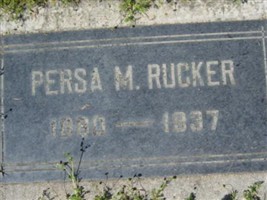 PERSA M. RUCKER
— 1937